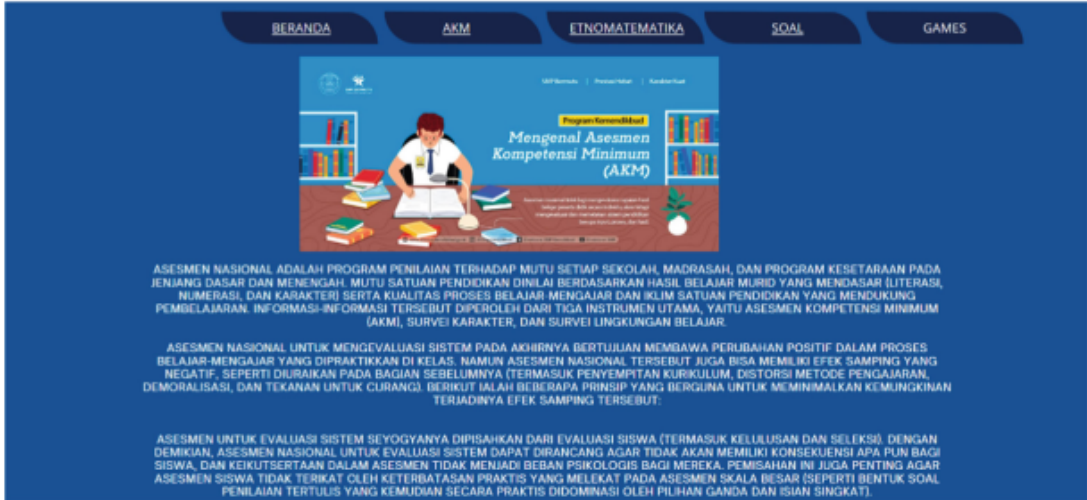 BERANDA AKM ETNOMATEMATIKA SOAL GAMES
Program Kemendikbud
Mengenal Asesmen
Kompetensi Minimum
(AKM)
ASESMEN NASIONAL ADALAH PROGRAM PENILAIAN TERHADAP MUTU SETIAP SEKOLAH, MADRASAH, DAN PROGRAM KESETARAAN PADA
JENJANG DASAR DAN MENENGAH. MUTU SATUAN PENDIDIKAN DINILAI BERDASARKAN HASIL BELAJAR MURID YANG MENDASAR (LITERASI,
NUMERASI, DAN KARAKTER) SERTA KUALITAS PROSES BELAJAR-MENGAJAR DAN IKLIM SATUAN PENDIDIKAN YANG MENDUKUNG
PEMBELAJARAN. INFORMASI-INFORMASI TERSEBUT DIPEROLEH DARI TIGA INSTRUMEN UTAMA, YAITU ASESMEN KOMPETENSI MINIMUM
(AKM), SURVEI KARAKTER, DAN SURVEI LINGKUNGAN BELAJAR.
ASESMEN NASIONAL UNTUK MENGEVALUASI SISTEM PADA AKHIRNYA BERTUJUAN MEMBAWA PERUBAHAN POSITIF DALAM PROSES
BELAJAR-MENGAJAR YANG DIPRAKTIKKAN DI KELAS. NAMUN ASESMEN NASIONAL TERSEBUT JUGA BISA MEMILIKI EFEK SAMPING YANG
NEGATIF, SEPERTI DIURAIKAN PADA BAGIAN SEBELUMNYA (TERMASUK PENYEMPITAN KURIKULUM, DISTORSI METODE PENGAJARAN,
DEMORALISASI, DAN TEKANAN UNTUK CURANG). BERIKUT IALAH BEBERAPA PRINSIP YANG BERGUNA UNTUK MEMINIMALKAN KEMUNGKINAN
TERJADINYA EFEK SAMPING TERSEBUT:
ASESMEN UNTUK EVALUASI SISTEM SEYOGYANYA DIPISAHKAN DARI EVALUASI SISWA (TERMASUK KELULUSAN DAN SELEKSI). DENGAN
DEMIKIAN, ASESMEN NASIONAL UNTUK EVALUASI SISTEM DAPAT DIRANCANG AGAR TIDAK AKAN MEMILIKI KONSEKUENSI APA PUN BAGI
SISWA, DAN KEIKUTSERTAAN DALAM ASESMEN TIDAK MENJADI BEBAN PSIKOLOGIS BAGI MEREKA. PEMISAHAN INI JUGA PENTING AGAR
ASESMEN SISWA TIDAK TERIKAT OLEH KETERBATASAN PRAKTIS YANG MELEKAT PADA ASESMEN SKALA BESAR (SEPERTI BENTUK SOAL
PENILAIAN TERTULIS YANG KEMUDIAN SECARA PRAKTIS DIDOMINASI OLEH PILIHAN GANDA DAN ISIAN SINGKAT).